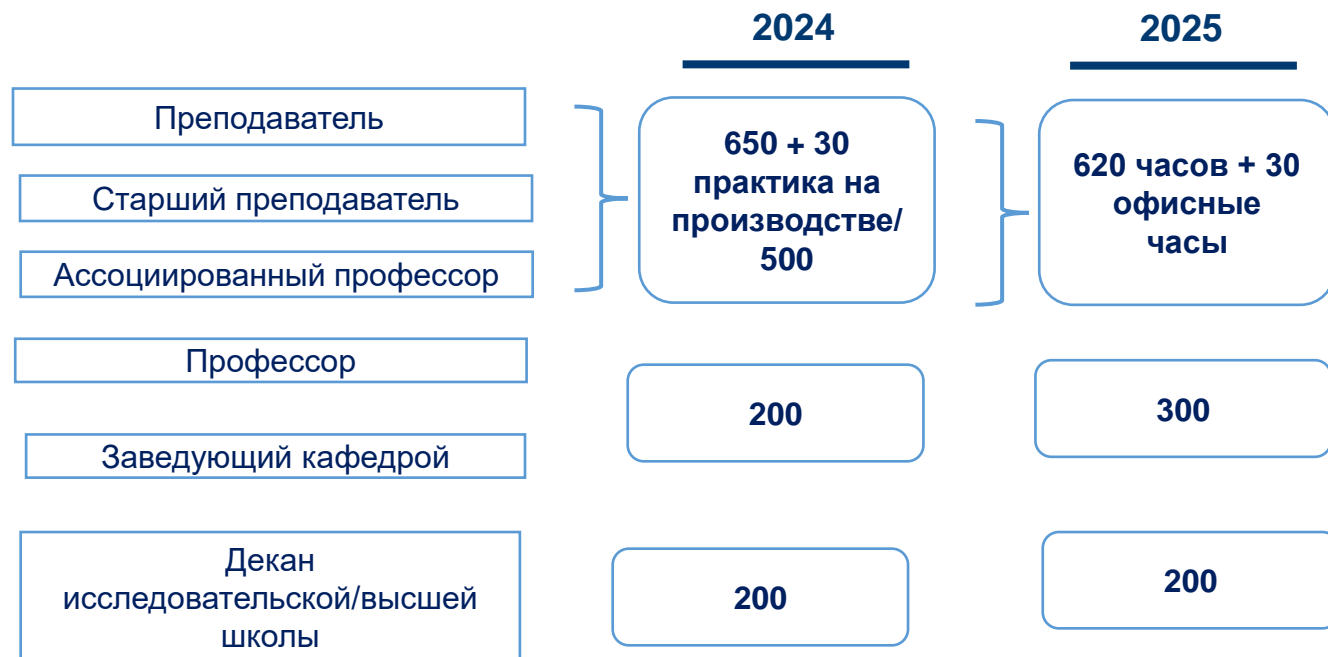 2024
2025
Преподаватель
Старший преподаватель
Ассоциированный профессор
650 + 30
практика на
производстве/
500
620 часов + 30
офисные
часы
Профессор
Заведующий кафедрой
200
300
Декан
исследовательской/высшей
школы
200
200